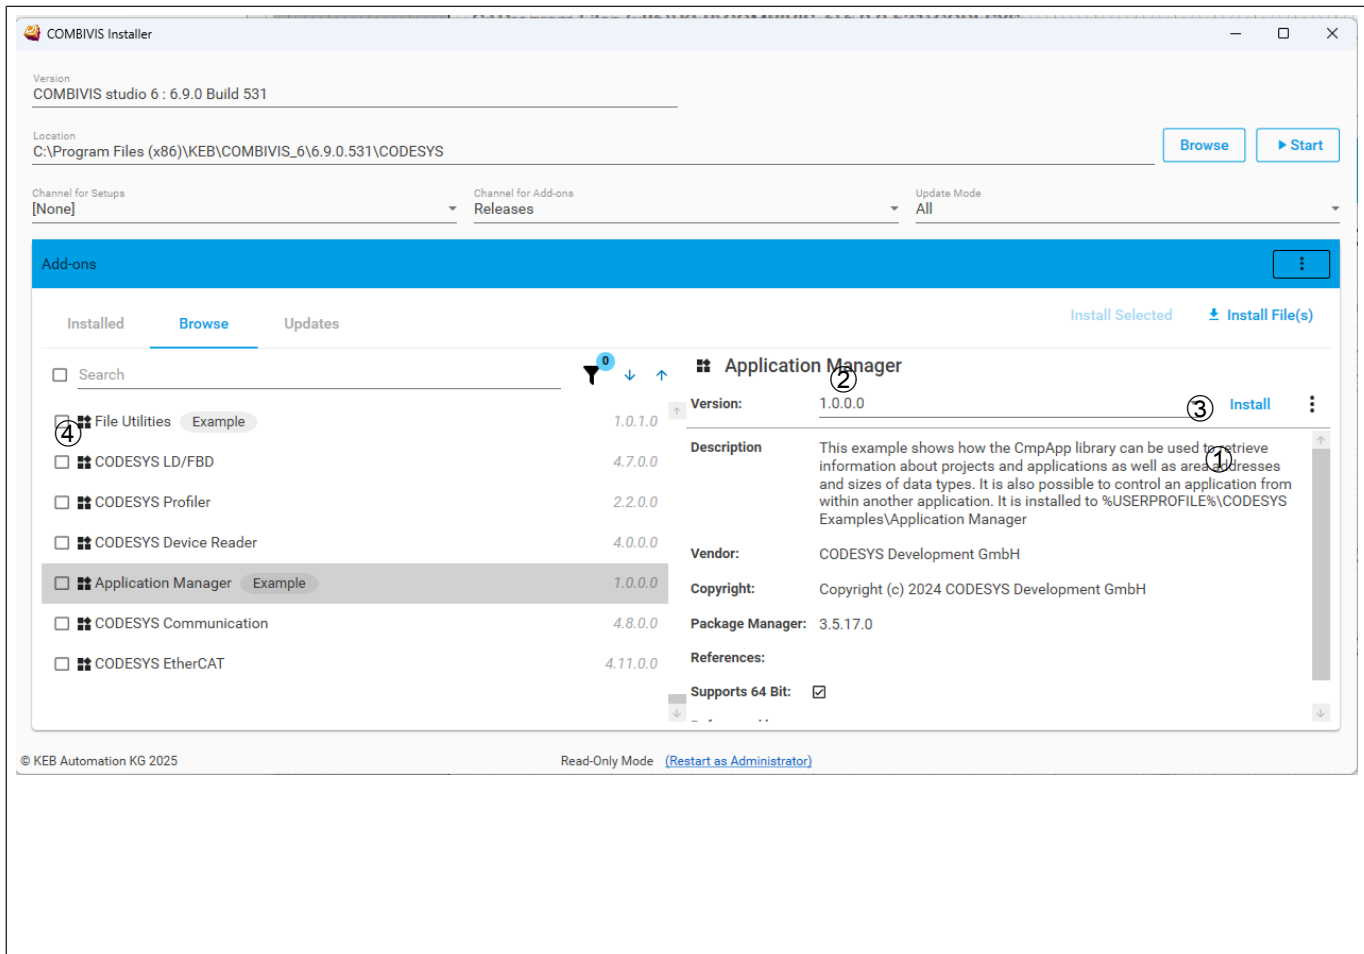 COMBIVIS Installer
Version
COMBIVIS studio 6 : 6.9.0 Build 531
Location
C:\Program Files (x86)\KEB\COMBIVIS_6\6.9.0.531\CODESYS
Browse
Start
Channel for Setups
[None]
Channel for Add-ons
Releases
Update Mode
All
Add-ons
Installed
Browse
Updates
Install Selected
Install File(s)
Search
0
File Utilities Example 1.0.1.0
④
CODESYS LD/FBD 4.7.0.0
CODESYS Profiler 2.2.0.0
CODESYS Device Reader 4.0.0.0
Application Manager Example 1.0.0.0
CODESYS Communication 4.8.0.0
CODESYS EtherCAT 4.11.0.0
Application Manager
②
Version: 1.0.0.0
③
Install
①
Description This example shows how the CmpApp library can be used to retrieve
information about projects and applications as well as area addresses
and sizes of data types. It is also possible to control an application from
within another application. It is installed to %USERPROFILE%\CODESYS
Examples\Application Manager
Vendor: CODESYS Development GmbH
Copyright: Copyright (c) 2024 CODESYS Development GmbH
Package Manager: 3.5.17.0
References:
Supports 64 Bit:
© KEB Automation KG 2025
Read-Only Mode (Restart as Administrator)